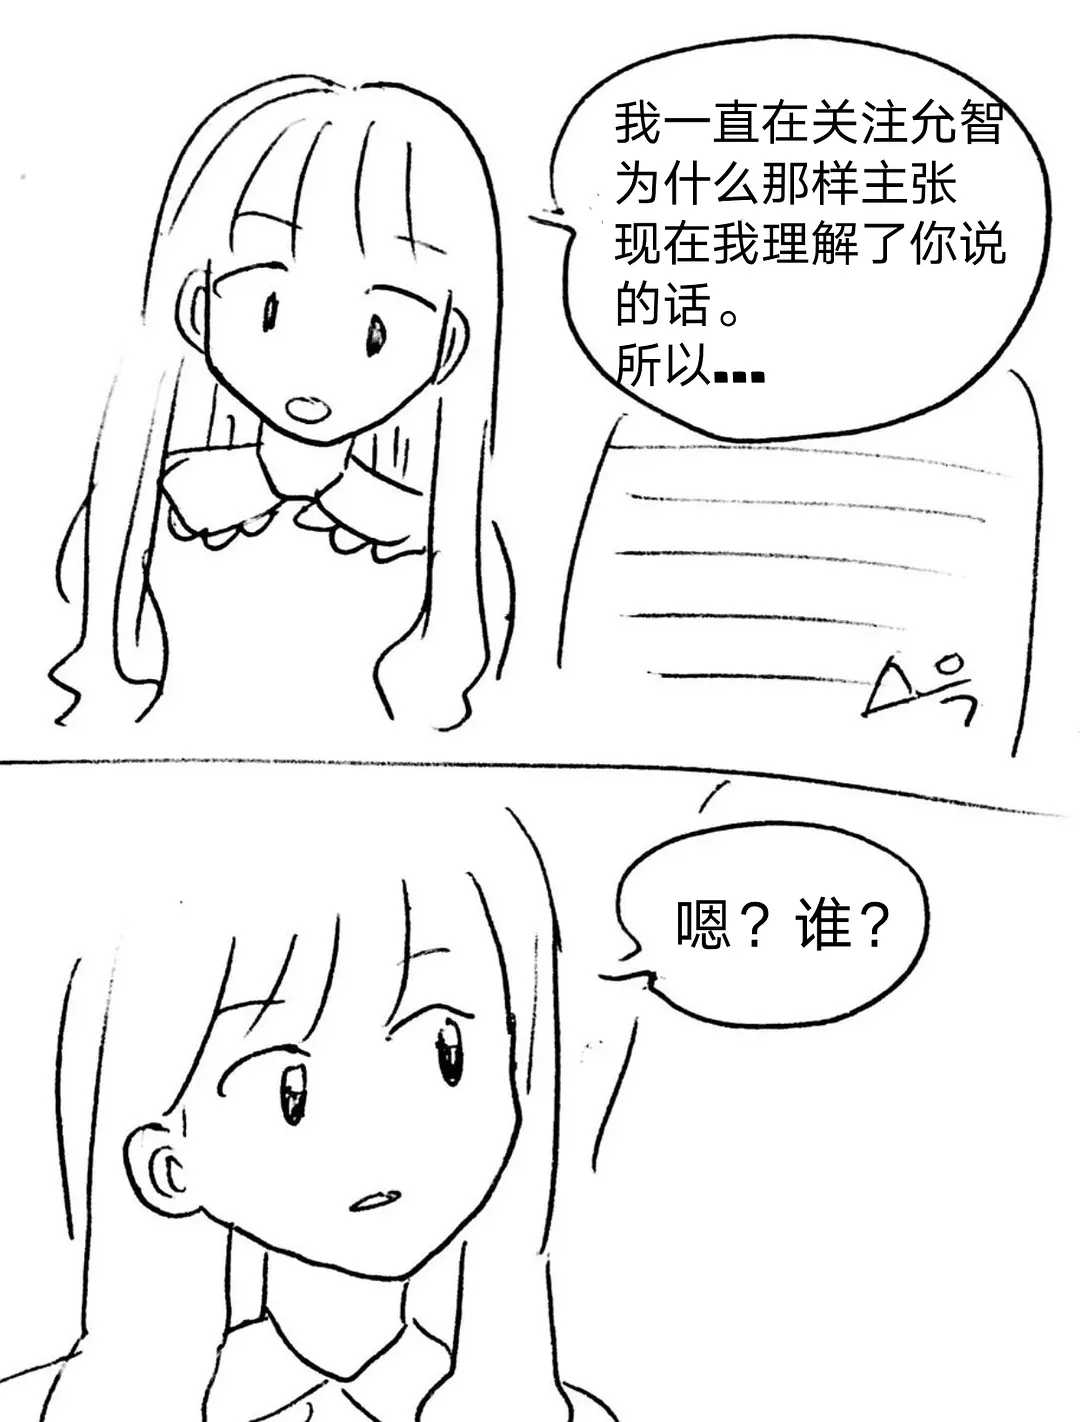 我一直在关注允智
为什么那样主张
现在我理解了你说
的话。
所以...
嗯？谁？